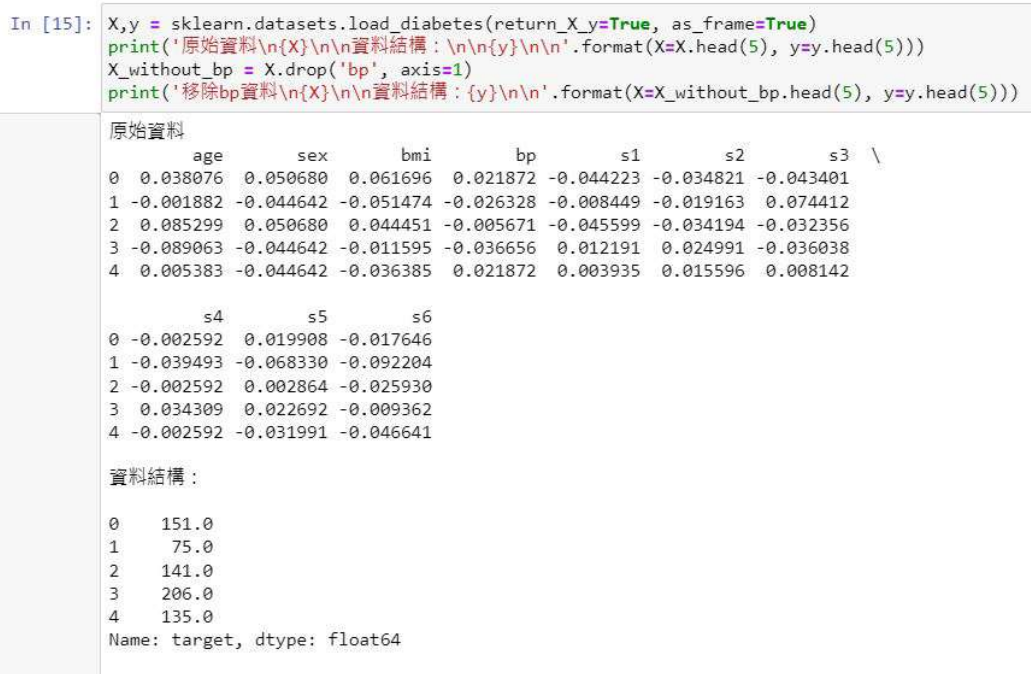 In [15]: X,y = sklearn.datasets.load_diabetes(return_X_y=True, as_frame=True)
print('原始資料\n{X}\n\n資料結構：\n\n{y}\n\n'.format(X=X.head(5), y=y.head(5)))
X_without_bp = X.drop('bp', axis=1)
print('移除bp資料\n{X}\n\n資料結構：{y}\n\n'.format(X=X_without_bp.head(5), y=y.head(5)))
原始資料
age sex bmi bp s1 s2 s3 \
0 0.038076 0.050680 0.061696 0.021872 -0.044223 -0.034821 -0.043401
1 -0.001882 -0.044642 -0.051474 -0.026328 -0.008449 -0.019163 0.074412
2 0.085299 0.050680 0.044451 -0.005671 -0.045599 -0.034194 -0.032356
3 -0.089063 -0.044642 -0.011595 -0.036656 0.012191 0.024991 -0.036038
4 0.005383 -0.044642 -0.036385 0.021872 0.003935 0.015596 0.008142
s4 s5 s6
0 -0.002592 0.019908 -0.017646
1 -0.039493 -0.068330 -0.092204
2 -0.002592 0.002864 -0.025930
3 0.034309 0.022692 -0.009362
4 -0.002592 -0.031991 -0.046641
資料結構：
0 151.0
1 75.0
2 141.0
3 206.0
4 135.0
Name: target, dtype: float64